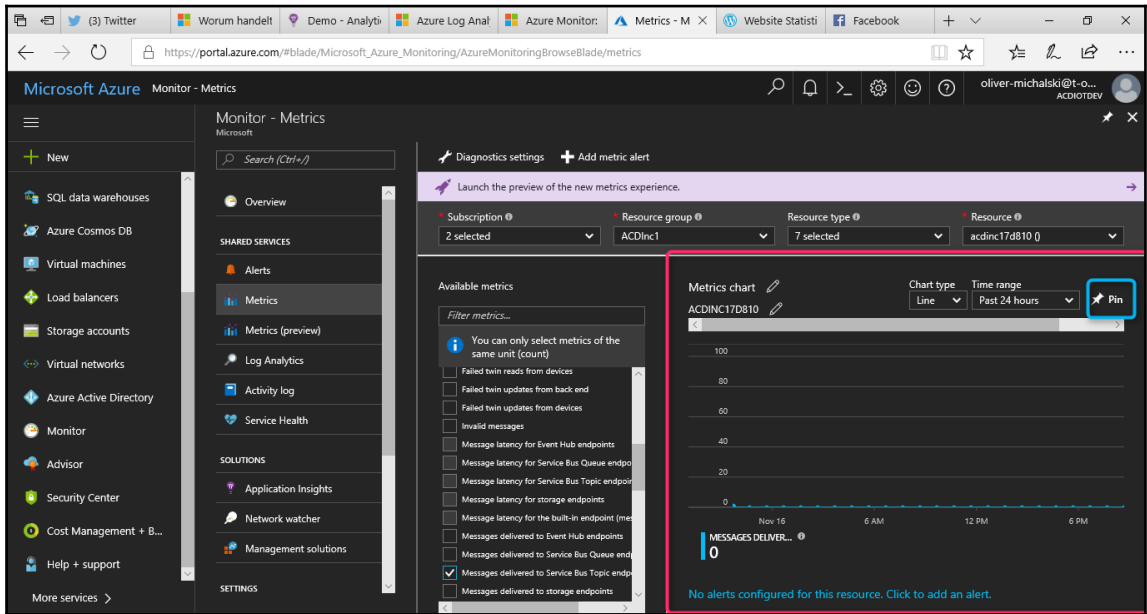 (3) Twitter
Worum handelt
Demo - Analyti
Azure Log Anal
Azure Monitor:
Metrics - M
Website Statisti
Facebook
https://portal.azure.com/#blade/Microsoft_Azure_Monitoring/AzureMonitoringBrowseBlade/metrics
Microsoft Azure Monitor - Metrics
oliver-michalski@t-o...
ACDIOTDEV
New
SQL data warehouses
Azure Cosmos DB
Virtual machines
Load balancers
Storage accounts
Virtual networks
Azure Active Directory
Monitor
Advisor
Security Center
Cost Management + B...
Help + support
More services >
Monitor - Metrics
Microsoft
Search (Ctrl+/)
Overview
SHARED SERVICES
Alerts
Metrics
Metrics (preview)
Log Analytics
Activity log
Service Health
SOLUTIONS
Application Insights
Network watcher
Management solutions
SETTINGS
Diagnostics settings
Add metric alert
Launch the preview of the new metrics experience.
* Subscription
2 selected
* Resource group
ACDInc1
Resource type
7 selected
* Resource
acdinc17d810 ()
Available metrics
Filter metrics...
You can only select metrics of the
same unit (count)
Failed twin reads from devices
Failed twin updates from back end
Failed twin updates from devices
Invalid messages
Message latency for Event Hub endpoints
Message latency for Service Bus Queue endpo
Message latency for Service Bus Topic endpoin
Message latency for storage endpoints
Message latency for the built-in endpoint (mes
Messages delivered to Event Hub endpoints
Messages delivered to Service Bus Queue endp
Messages delivered to Service Bus Topic endpo
Messages delivered to storage endpoints
Metrics chart
ACDINC17D810
Chart type
Line
Time range
Past 24 hours
Pin
100
80
60
40
20
0
Nov 16
6 AM
12 PM
6 PM
MESSAGES DELIVER...
0
No alerts configured for this resource. Click to add an alert.